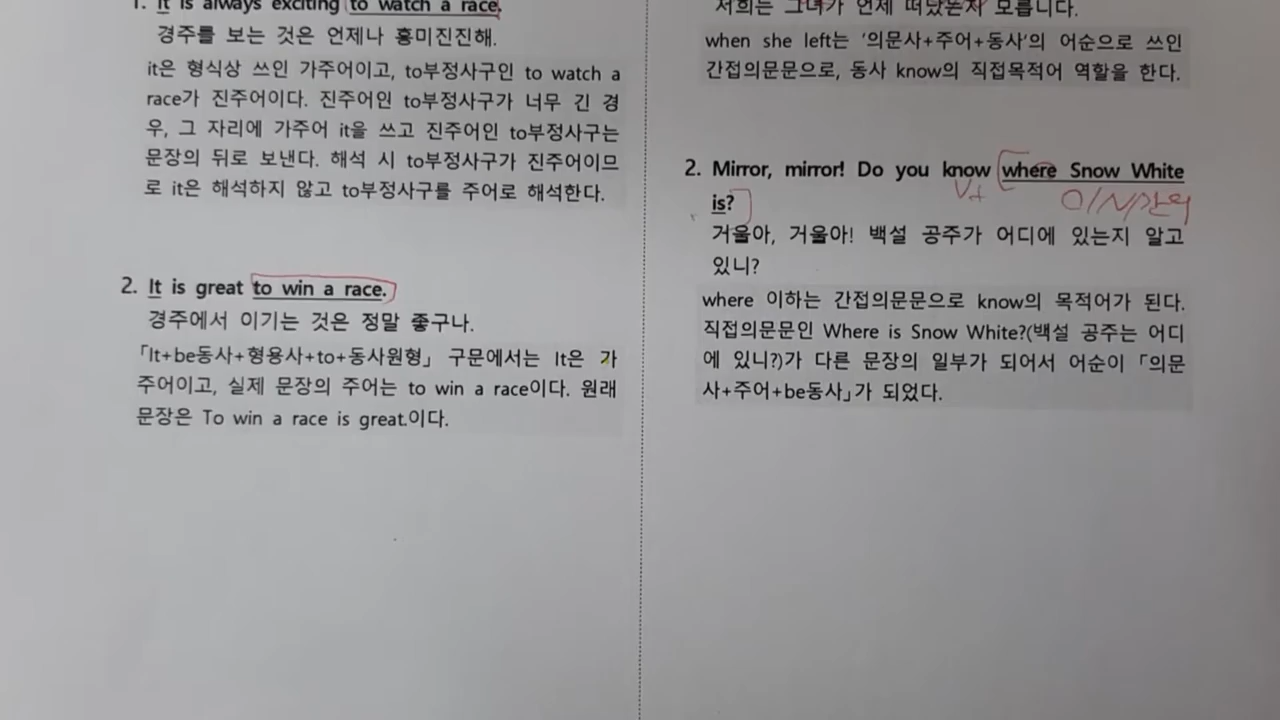 1. It is always exciting to watch a race.
경주를 보는 것은 언제나 흥미진진해.
it은 형식상 쓰인 가주어이고, to부정사구인 to watch a
race가 진주어이다. 진주어인 to부정사구가 너무 긴 경
우, 그 자리에 가주어 it을 쓰고 진주어인 to부정사구는
문장의 뒤로 보낸다. 해석 시 to부정사구가 진주어이므
로 it은 해석하지 않고 to부정사구를 주어로 해석한다.
2. It is great to win a race.
경주에서 이기는 것은 정말 좋구나.
「It+be동사+형용사+to+동사원형」 구문에서는 It은 가
주어이고, 실제 문장의 주어는 to win a race이다. 원래
문장은 To win a race is great.이다.
저희는 그녀가 언제 떠났는지 모릅니다.
when she left는 '의문사+주어+동사'의 어순으로 쓰인
간접의문문으로, 동사 know의 직접목적어 역할을 한다.
2. Mirror, mirror! Do you know where Snow White
is?
거울아, 거울아! 백설 공주가 어디에 있는지 알고
있니?
where 이하는 간접의문문으로 know의 목적어가 된다.
직접의문문인 Where is Snow White?(백설 공주는 어디
에 있니?)가 다른 문장의 일부가 되어서 어순이 「의문
사+주어+be동사」가 되었다.